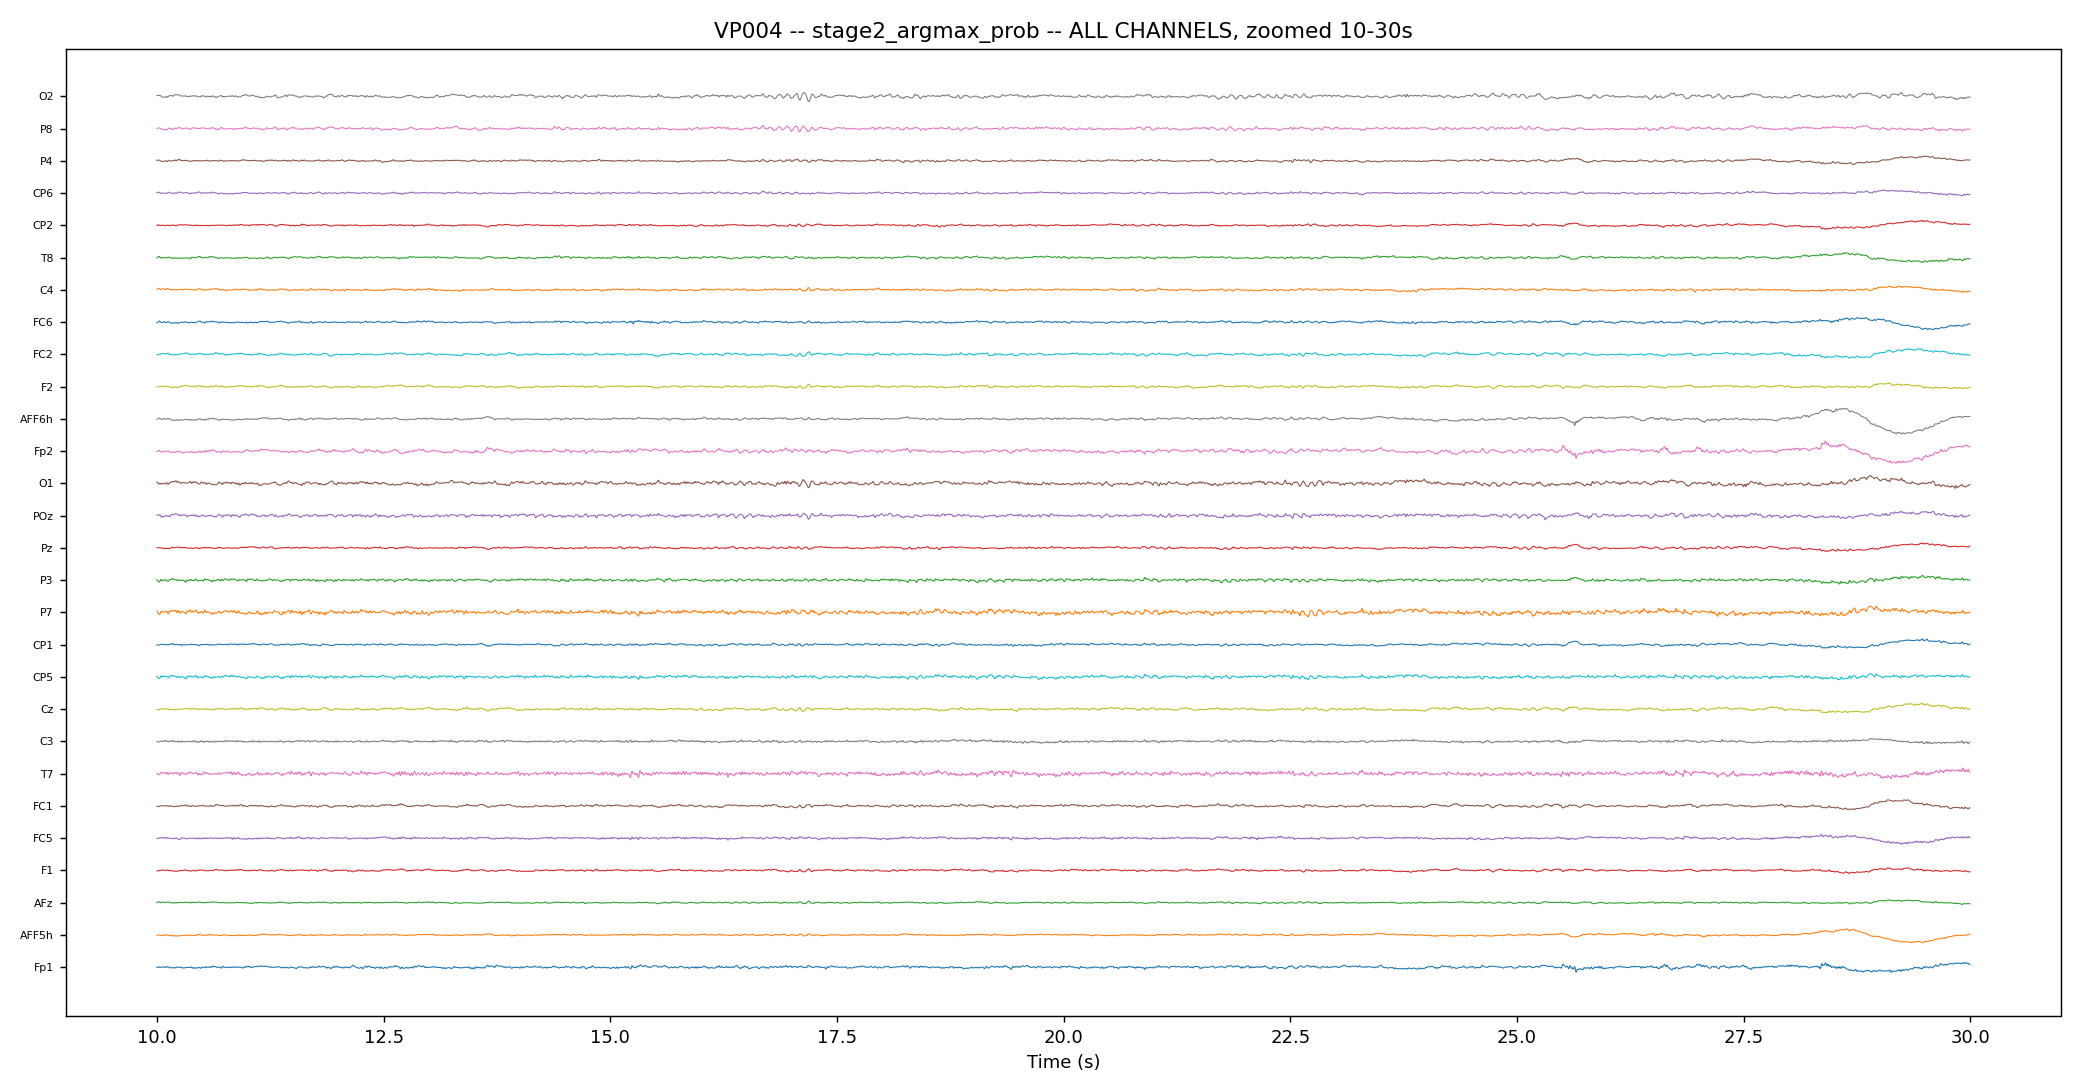 VP004 -- stage2_argmax_prob -- ALL CHANNELS, zoomed 10-30s
O2
P8
P4
CP6
CP2
T8
C4
FC6
FC2
F2
AFF6h
Fp2
O1
POz
Pz
P3
P7
CP1
CP5
Cz
C3
T7
FC1
FC5
F1
AFz
AFF5h
Fp1
10.0 12.5 15.0 17.5 20.0 22.5 25.0 27.5 30.0
Time (s)